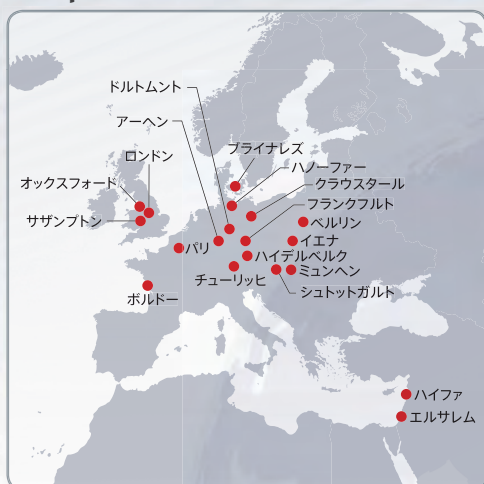 ドルトムント
アーヘン
ロンドン
ブライナレズ
ハノーファー
オックスフォード
クラウスタール
フランクフルト
サザンプトン
ベルリン
イエナ
パリ
ハイデルベルク
ミュンヘン
チューリッヒ
シュトットガルト
ボルドー
ハイファ
エルサレム